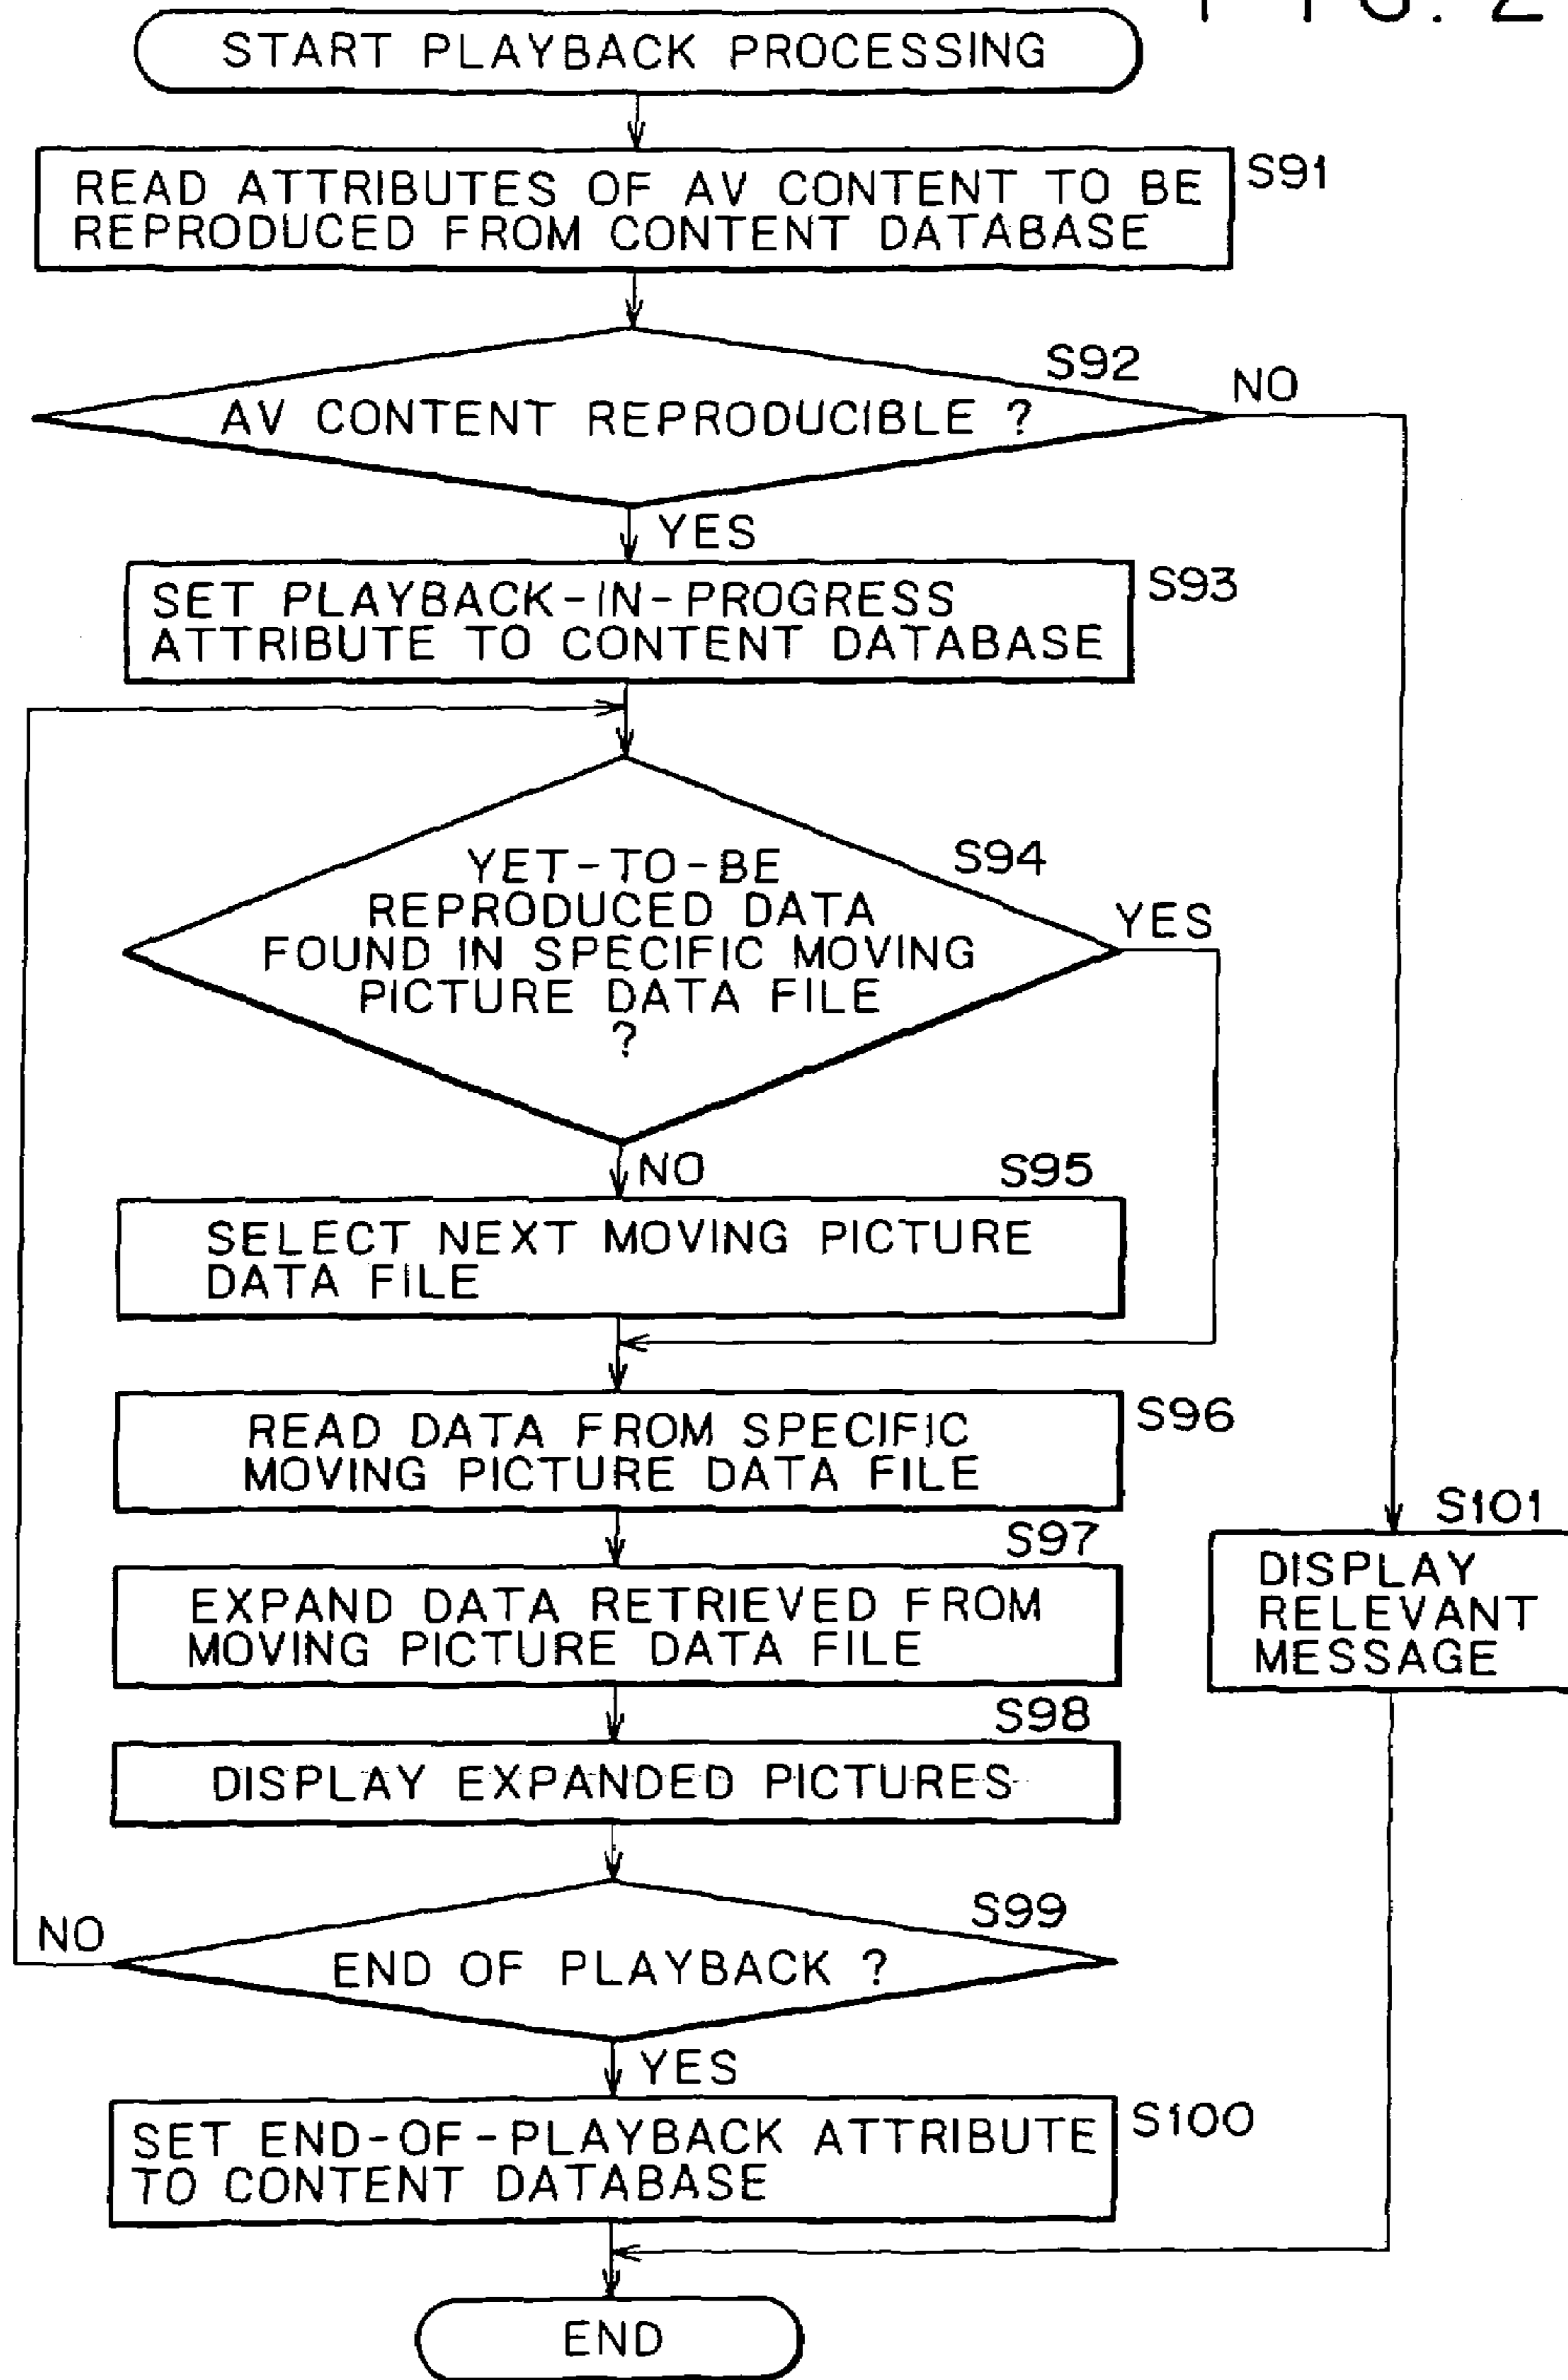 FIG. 2
START PLAYBACK PROCESSING
READ ATTRIBUTES OF AV CONTENT TO BE
REPRODUCED FROM CONTENT DATABASE
S91
S92
NO
AV CONTENT REPRODUCIBLE ?
YES
SET PLAYBACK-IN-PROGRESS
ATTRIBUTE TO CONTENT DATABASE
S93
YET-TO-BE
REPRODUCED DATA
FOUND IN SPECIFIC MOVING
PICTURE DATA FILE
?
S94
YES
NO
S95
SELECT NEXT MOVING PICTURE
DATA FILE
READ DATA FROM SPECIFIC
MOVING PICTURE DATA FILE
S96
S97
EXPAND DATA RETRIEVED FROM
MOVING PICTURE DATA FILE
S101
DISPLAY
RELEVANT
MESSAGE
S98
DISPLAY EXPANDED PICTURES
S99
NO
END OF PLAYBACK ?
YES
SET END-OF-PLAYBACK ATTRIBUTE
TO CONTENT DATABASE
S100
END